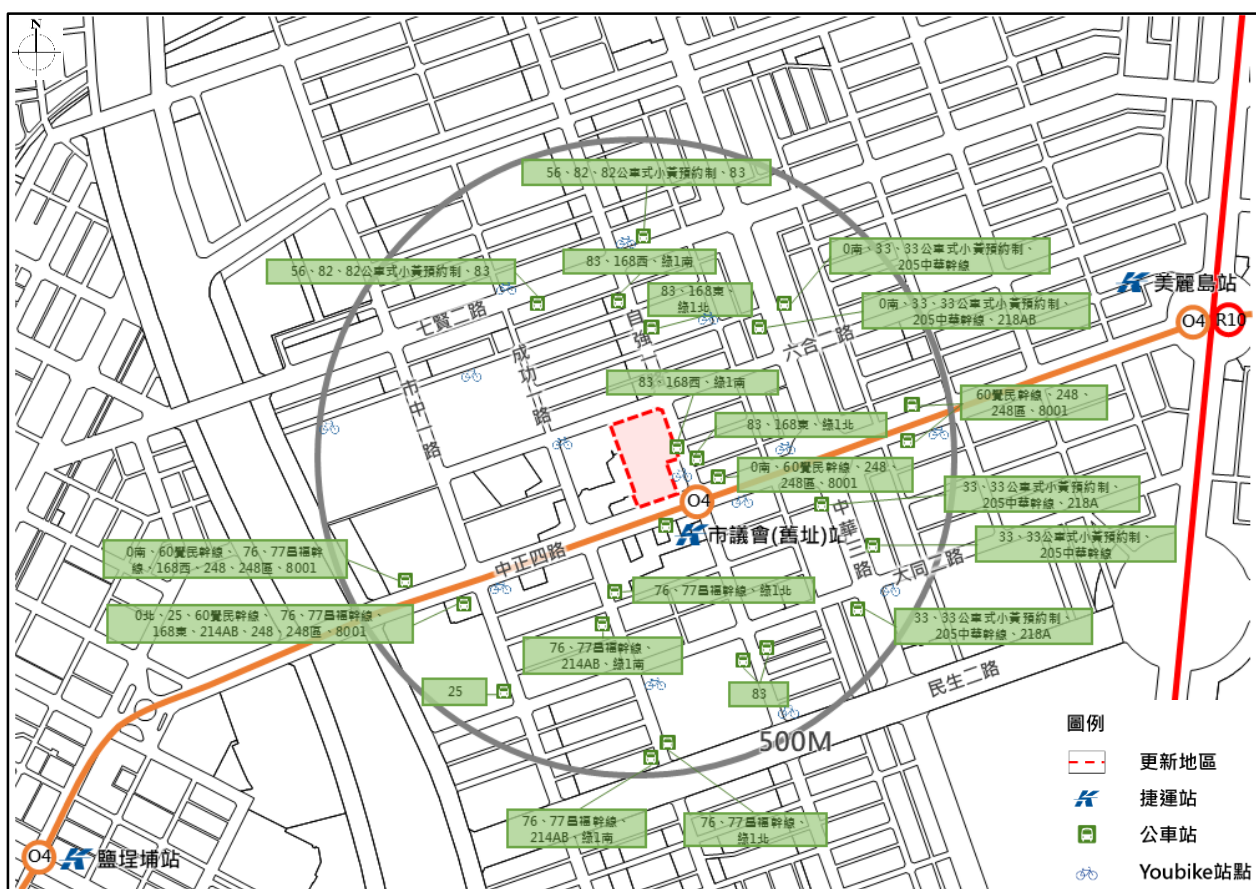 N
56、82、82公車式小黃預約制、83
56、82、82公車式小黃預約制、83
83、168西、綠1南
0南、33、33公車式小黃預約制、
205中華幹線
83、168東、
綠1北
0南、33、33公車式小黃預約制、
205中華幹線、218AB
美麗島站
O4
R10
七賢二路
自強一
六合二路
成功一路
市中一路
83、168西、綠1南
60覺民幹線、248、
248區、8001
83、168東、綠1北
0南、60覺民幹線、248、
248區、8001
O4
33、33公車式小黃預約制、
205中華幹線、218A
市議會(舊址)站
中華三路
33、33公車式小黃預約制、
205中華幹線
大同二路
中正四路
0南、60覺民幹線、76、77昌福幹
線、168西、248、248區、8001
76、77昌福幹線、綠1北
0北、25、60覺民幹線、76、77昌福幹線、
168東、214AB、248、248區、8001
33、33公車式小黃預約制、
205中華幹線、218A
76、77昌福幹線、
214AB、綠1南
25
83
民生二路
500M
76、77昌福幹線、
214AB、綠1南
76、77昌福幹線、
綠1北
O4
鹽埕埔站
圖例
更新地區
捷運站
公車站
Youbike站點